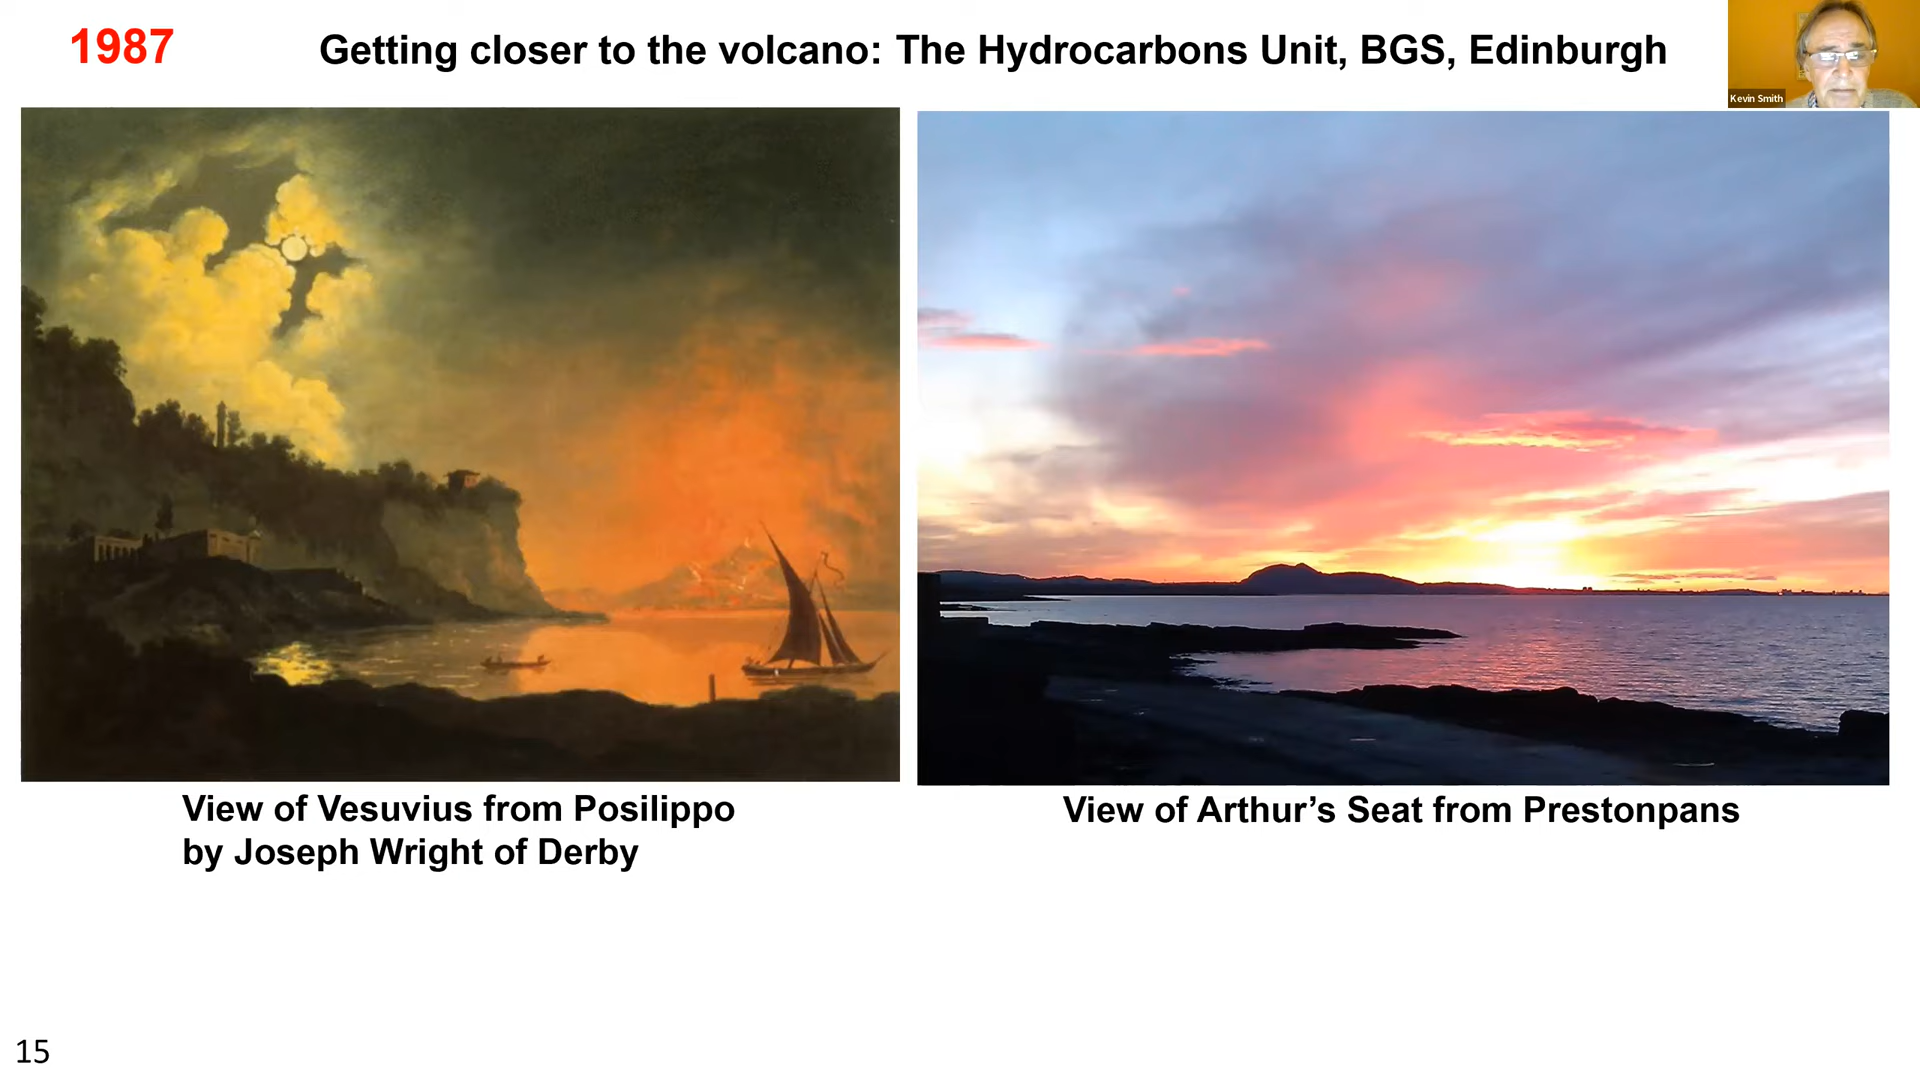 1987
Getting closer to the volcano: The Hydrocarbons Unit, BGS, Edinburgh
Kevin Smith
View of Vesuvius from Posilippo
by Joseph Wright of Derby
View of Arthur’s Seat from Prestonpans
15